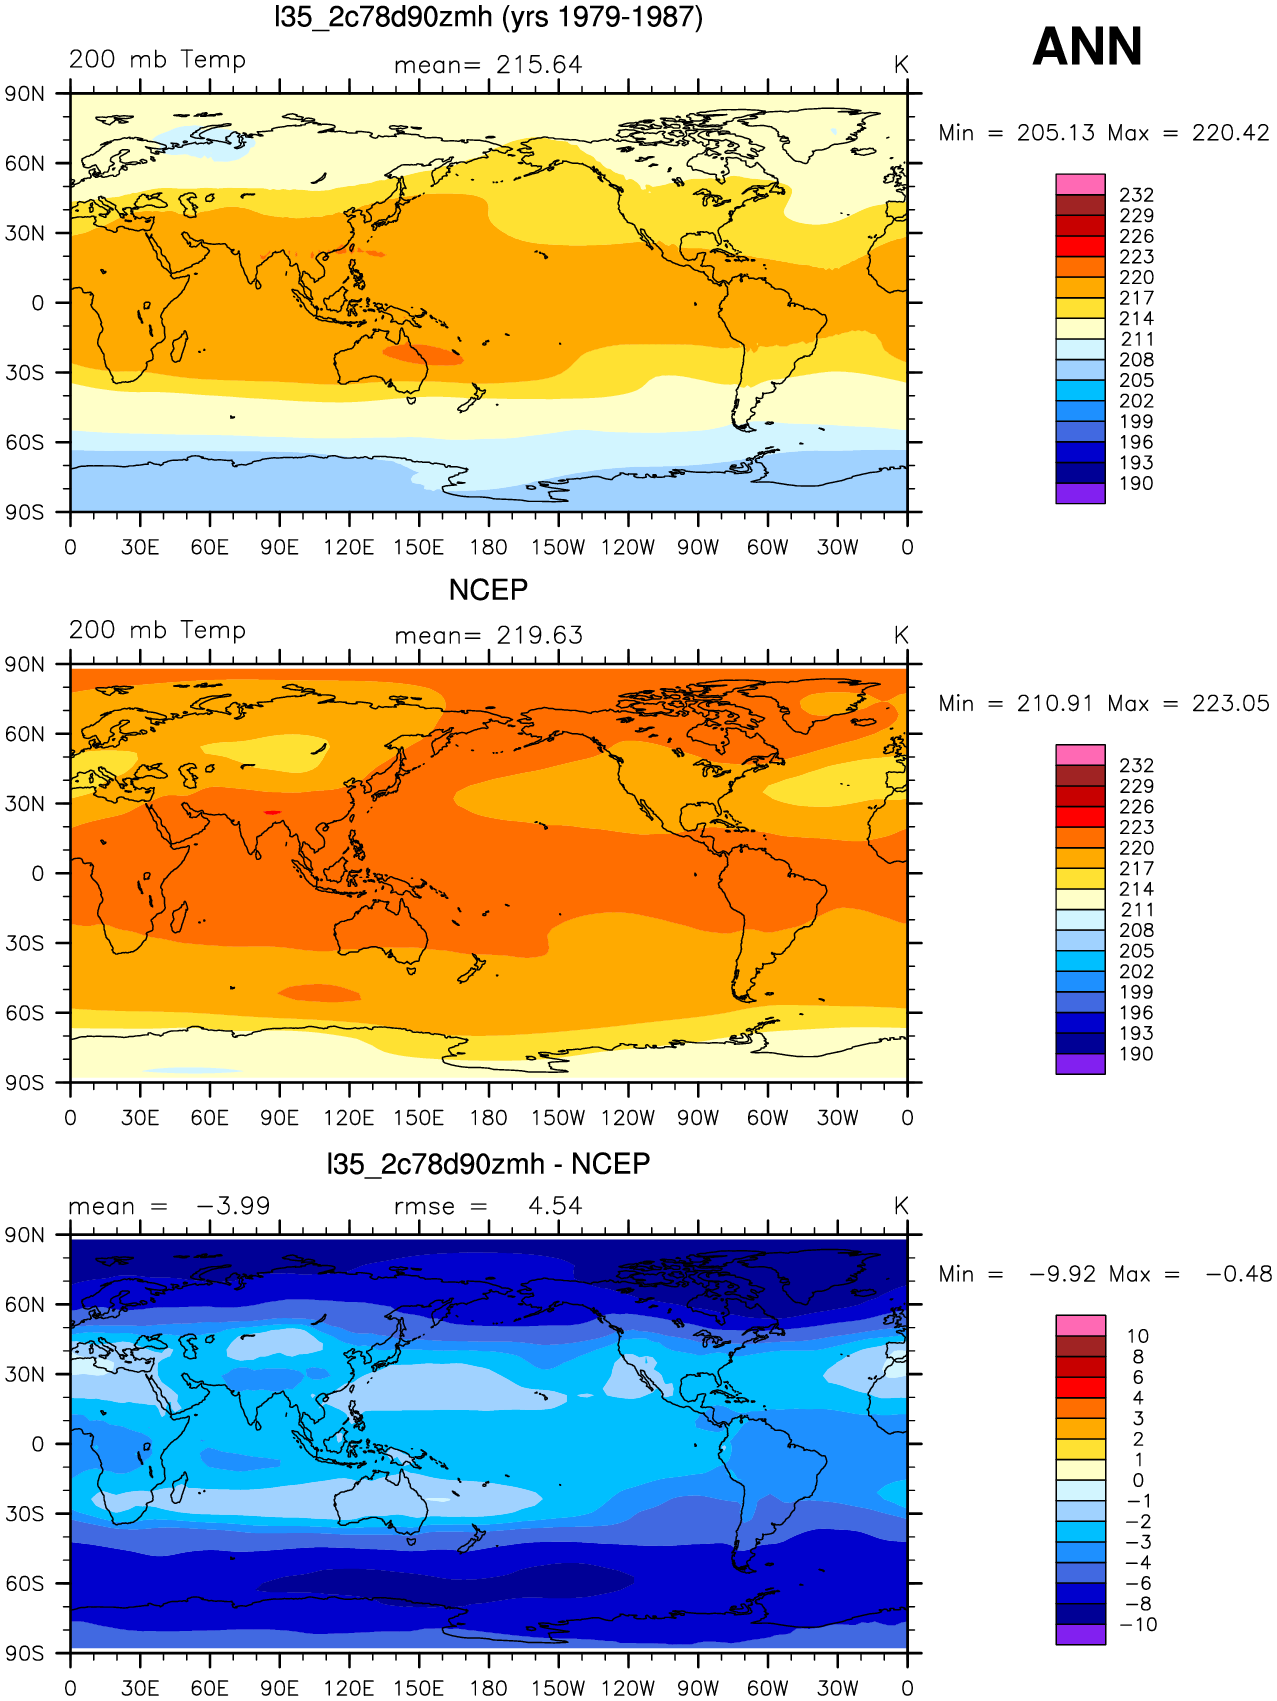 l35_2c78d90zmh (yrs 1979-1987)
ANN
200 mb Temp mean= 215.64 K
Min = 205.13 Max = 220.42
90N
60N
30N
0
30S
60S
90S
0 30E 60E 90E 120E 150E 180 150W 120W 90W 60W 30W 0
232
229
226
223
220
217
214
211
208
205
202
199
196
193
190
NCEP
200 mb Temp mean= 219.63 K
Min = 210.91 Max = 223.05
90N
60N
30N
0
30S
60S
90S
0 30E 60E 90E 120E 150E 180 150W 120W 90W 60W 30W 0
232
229
226
223
220
217
214
211
208
205
202
199
196
193
190
l35_2c78d90zmh - NCEP
mean = -3.99 rmse = 4.54 K
Min = -9.92 Max = -0.48
90N
60N
30N
0
30S
60S
90S
0 30E 60E 90E 120E 150E 180 150W 120W 90W 60W 30W 0
10
8
6
4
3
2
1
0
-1
-2
-3
-4
-6
-8
-10